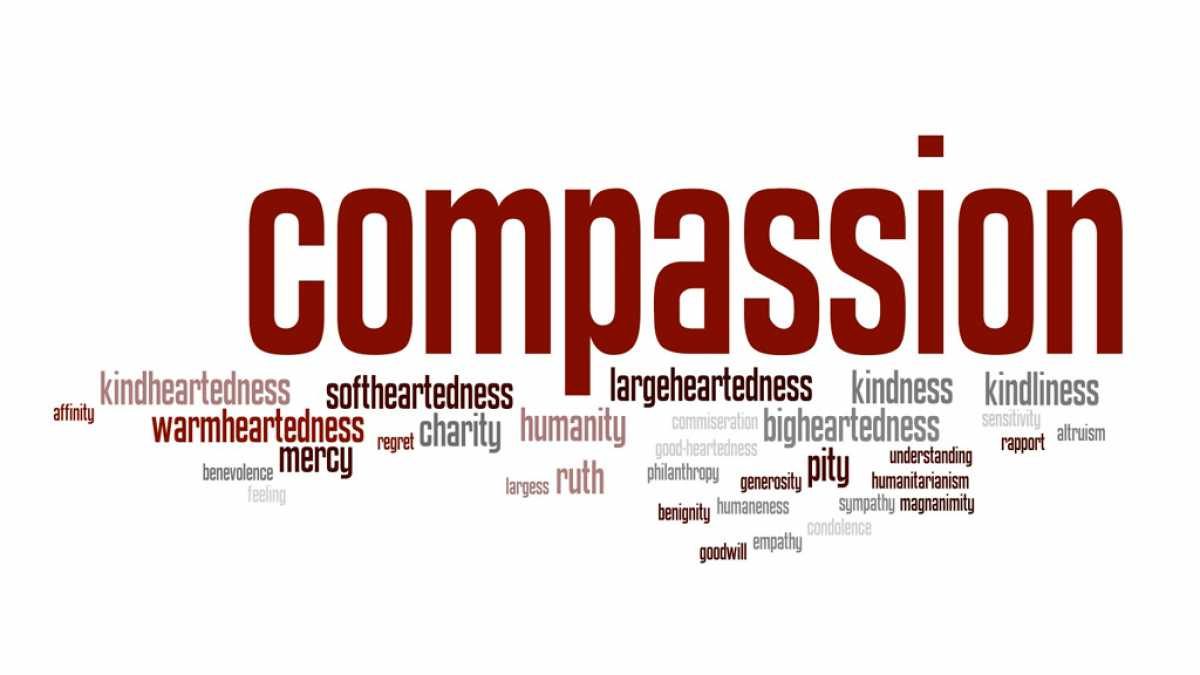 compassion
kindheartedness softheartedness largeheartedness kindness kindliness
affinity warmheartedness regret charity humanity commiseration bigheartedness sensitivity rapport altruism
benevolence mercy good-heartedness understanding
feeling largess ruth philanthropy generosity pity humanitarianism
benignity humaneness sympathy magnanimity
goodwill empathy condolence